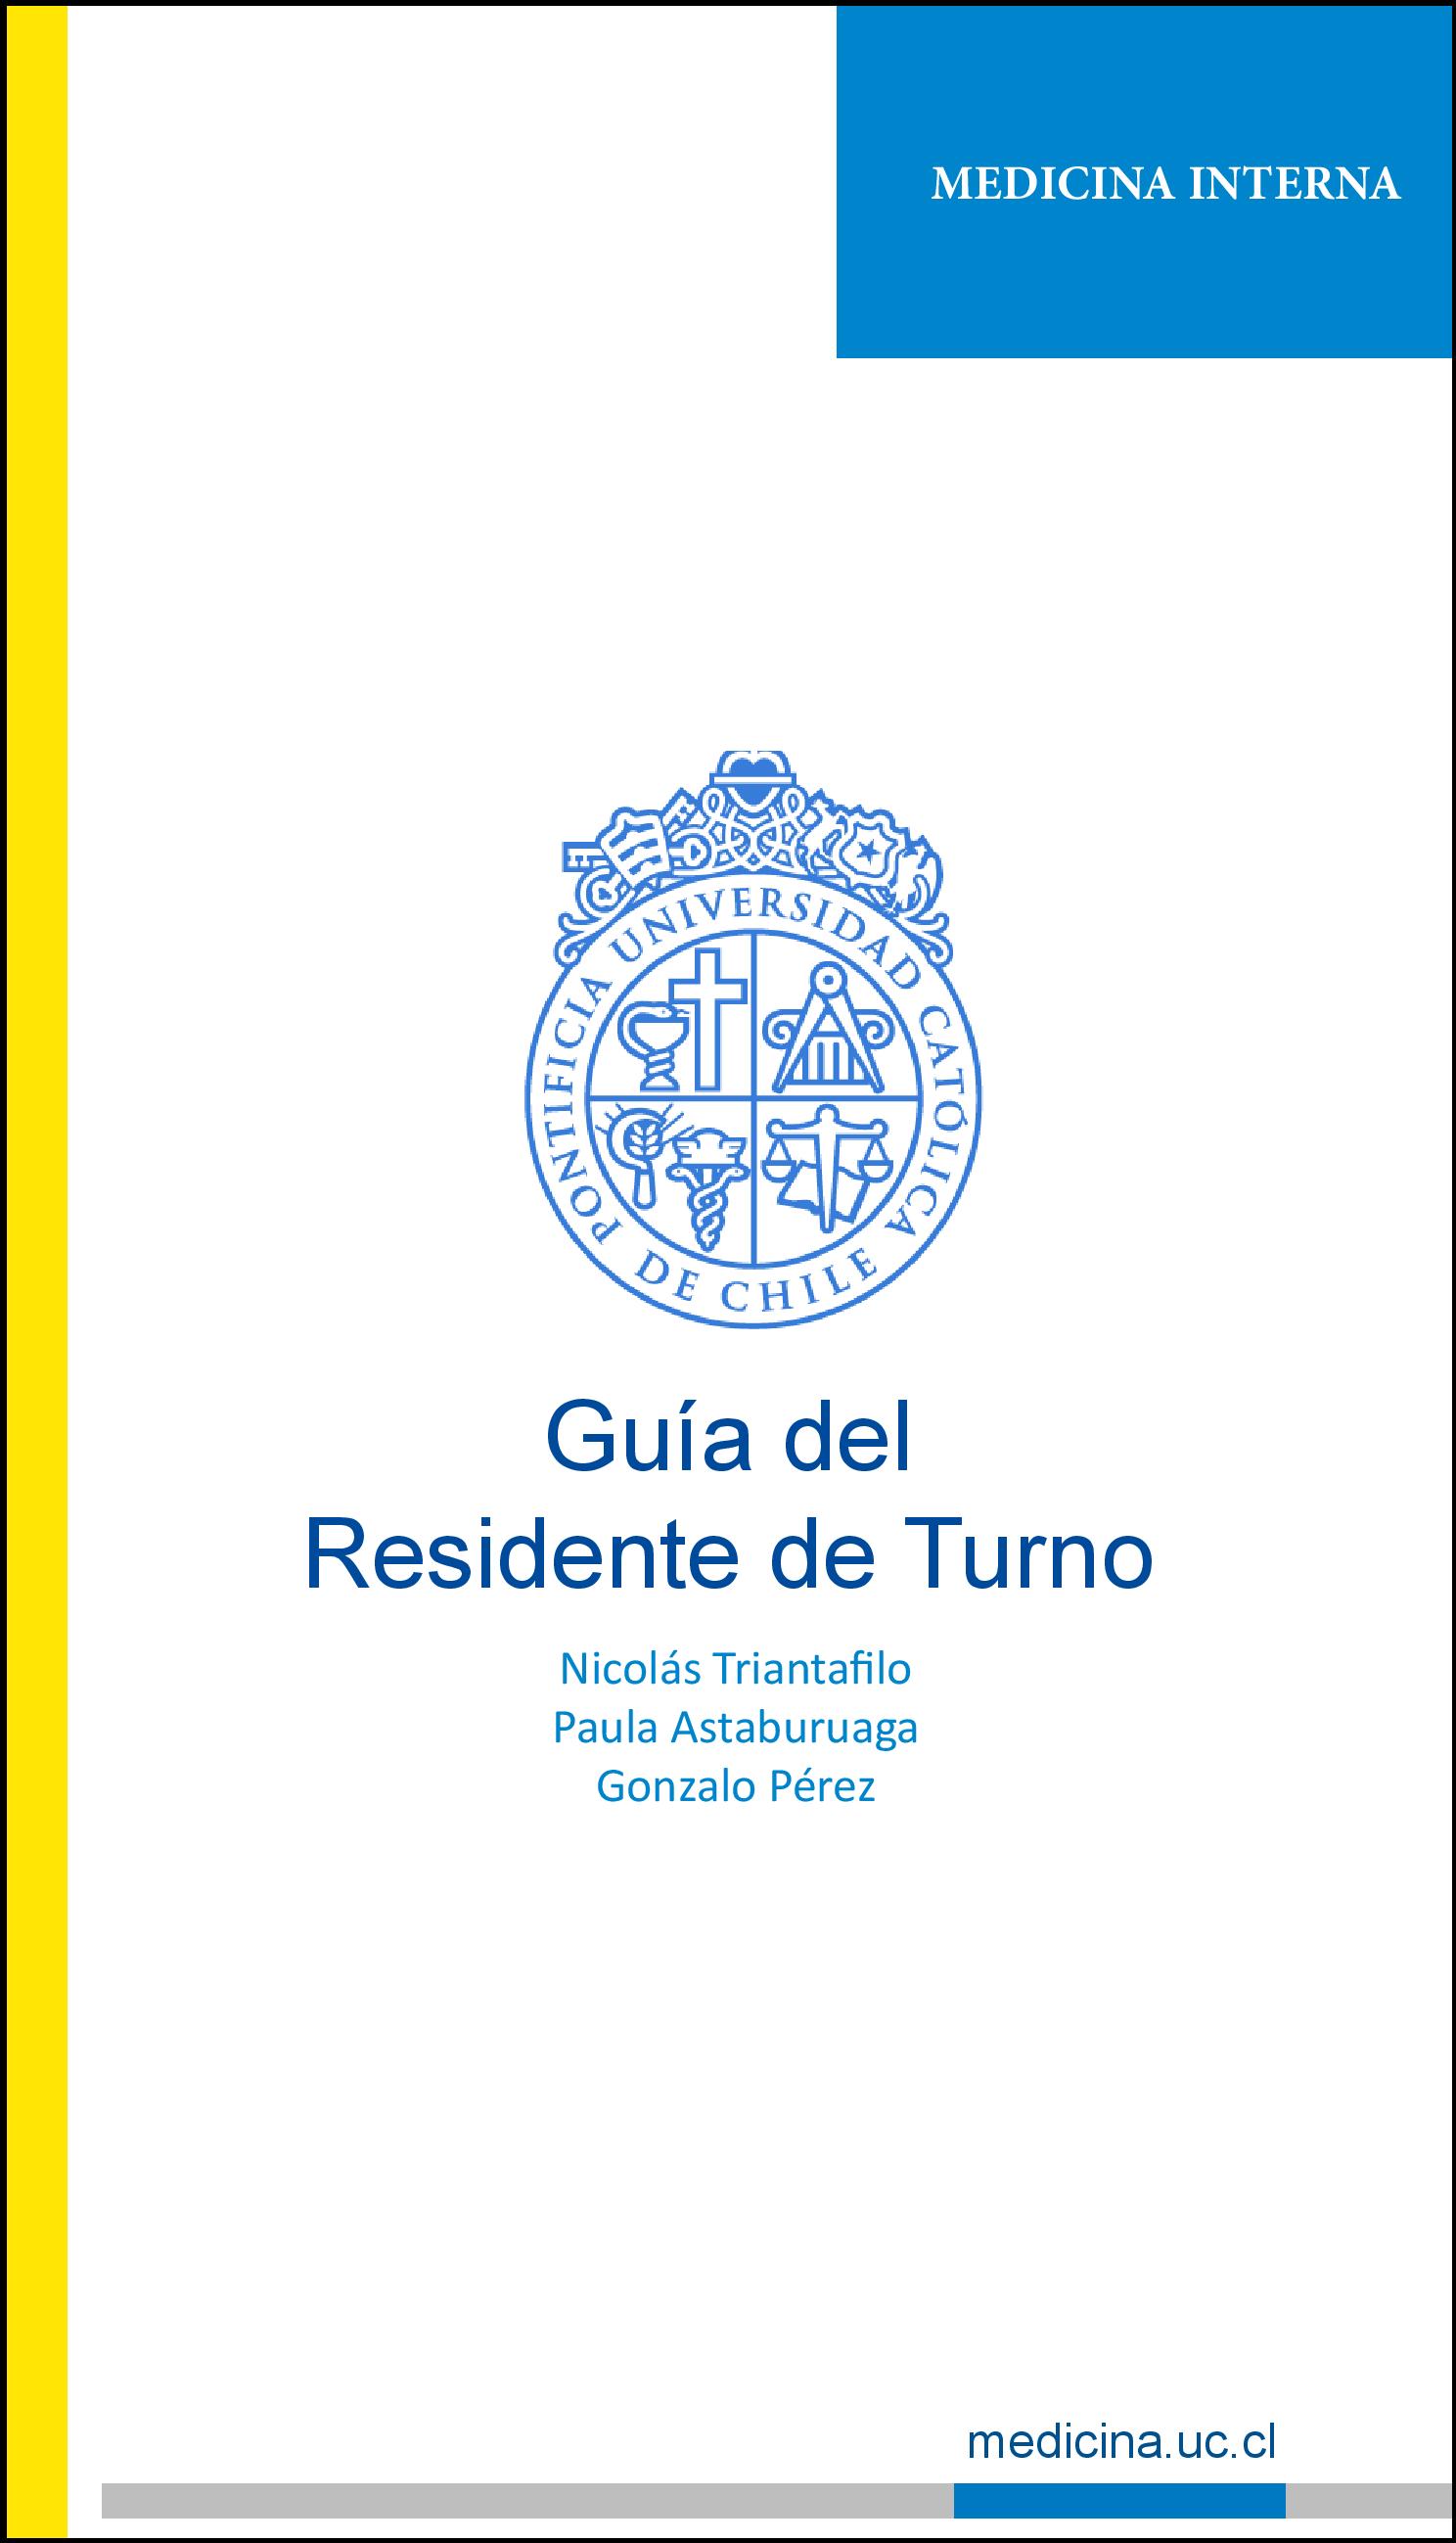 MEDICINA INTERNA
PONTIFICIA UNIVERSIDAD CATÓLICA DE CHILE
Guía del
Residente de Turno
Nicolás Triantafilo
Paula Astaburuaga
Gonzalo Pérez
medicina.uc.cl